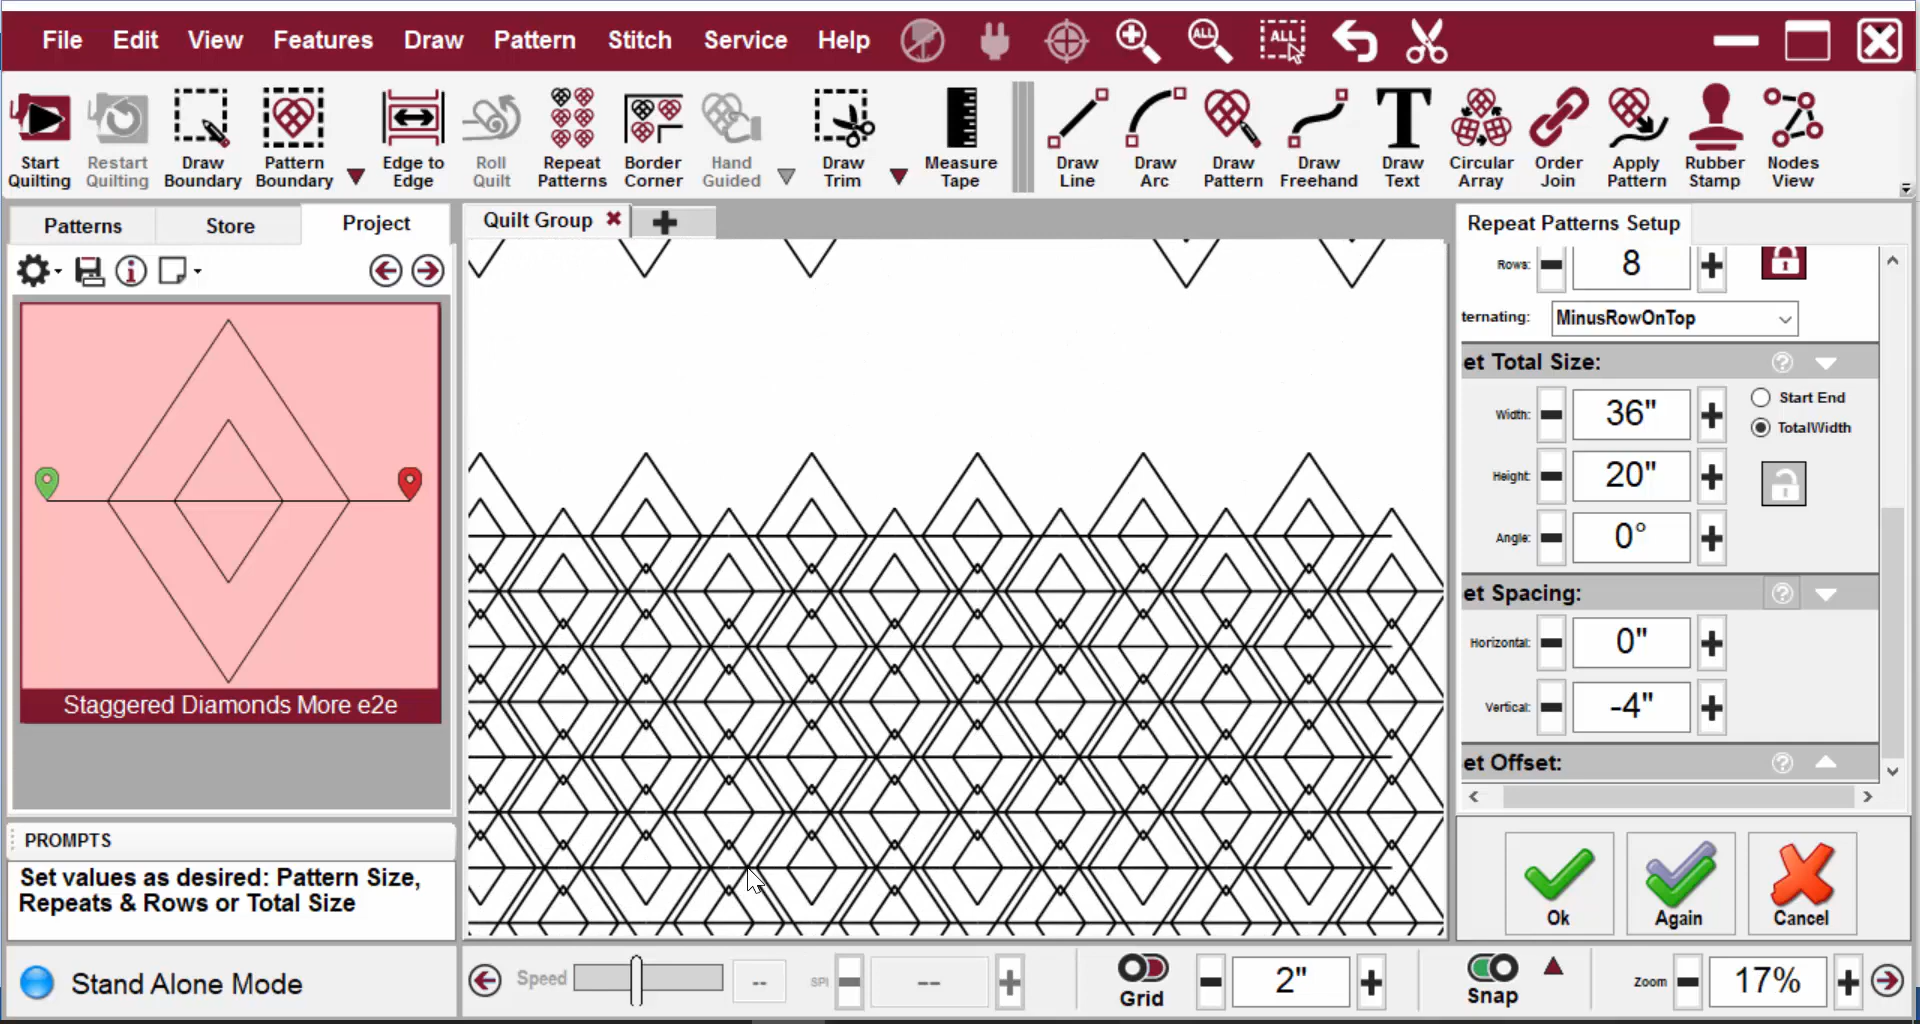 File Edit View Features Draw Pattern Stitch Service Help
ALL
ALL
Start Quilting
Restart Quilting
Draw Boundary
Pattern Boundary
Edge to Edge
Roll Quilt
Repeat Patterns
Border Corner
Hand Guided
Draw Trim
Measure Tape
Draw Line
Draw Arc
Draw Pattern
Draw Freehand
T
Draw Text
Circular Array
Order Join
Apply Pattern
Rubber Stamp
Nodes View
Patterns Store Project
Staggered Diamonds More e2e
PROMPTS
Set values as desired: Pattern Size,
Repeats & Rows or Total Size
Stand Alone Mode
Quilt Group
Repeat Patterns Setup
Rows: 8
ternating: MinusRowOnTop
et Total Size: ?
Width: 36" Start End
TotalWidth
Height: 20"
Angle: 0°
et Spacing: ?
Horizontal: 0"
Vertical: -4"
et Offset: ?
Ok Again Cancel
Speed -- SPI -- Grid 2" Snap Zoom 17%